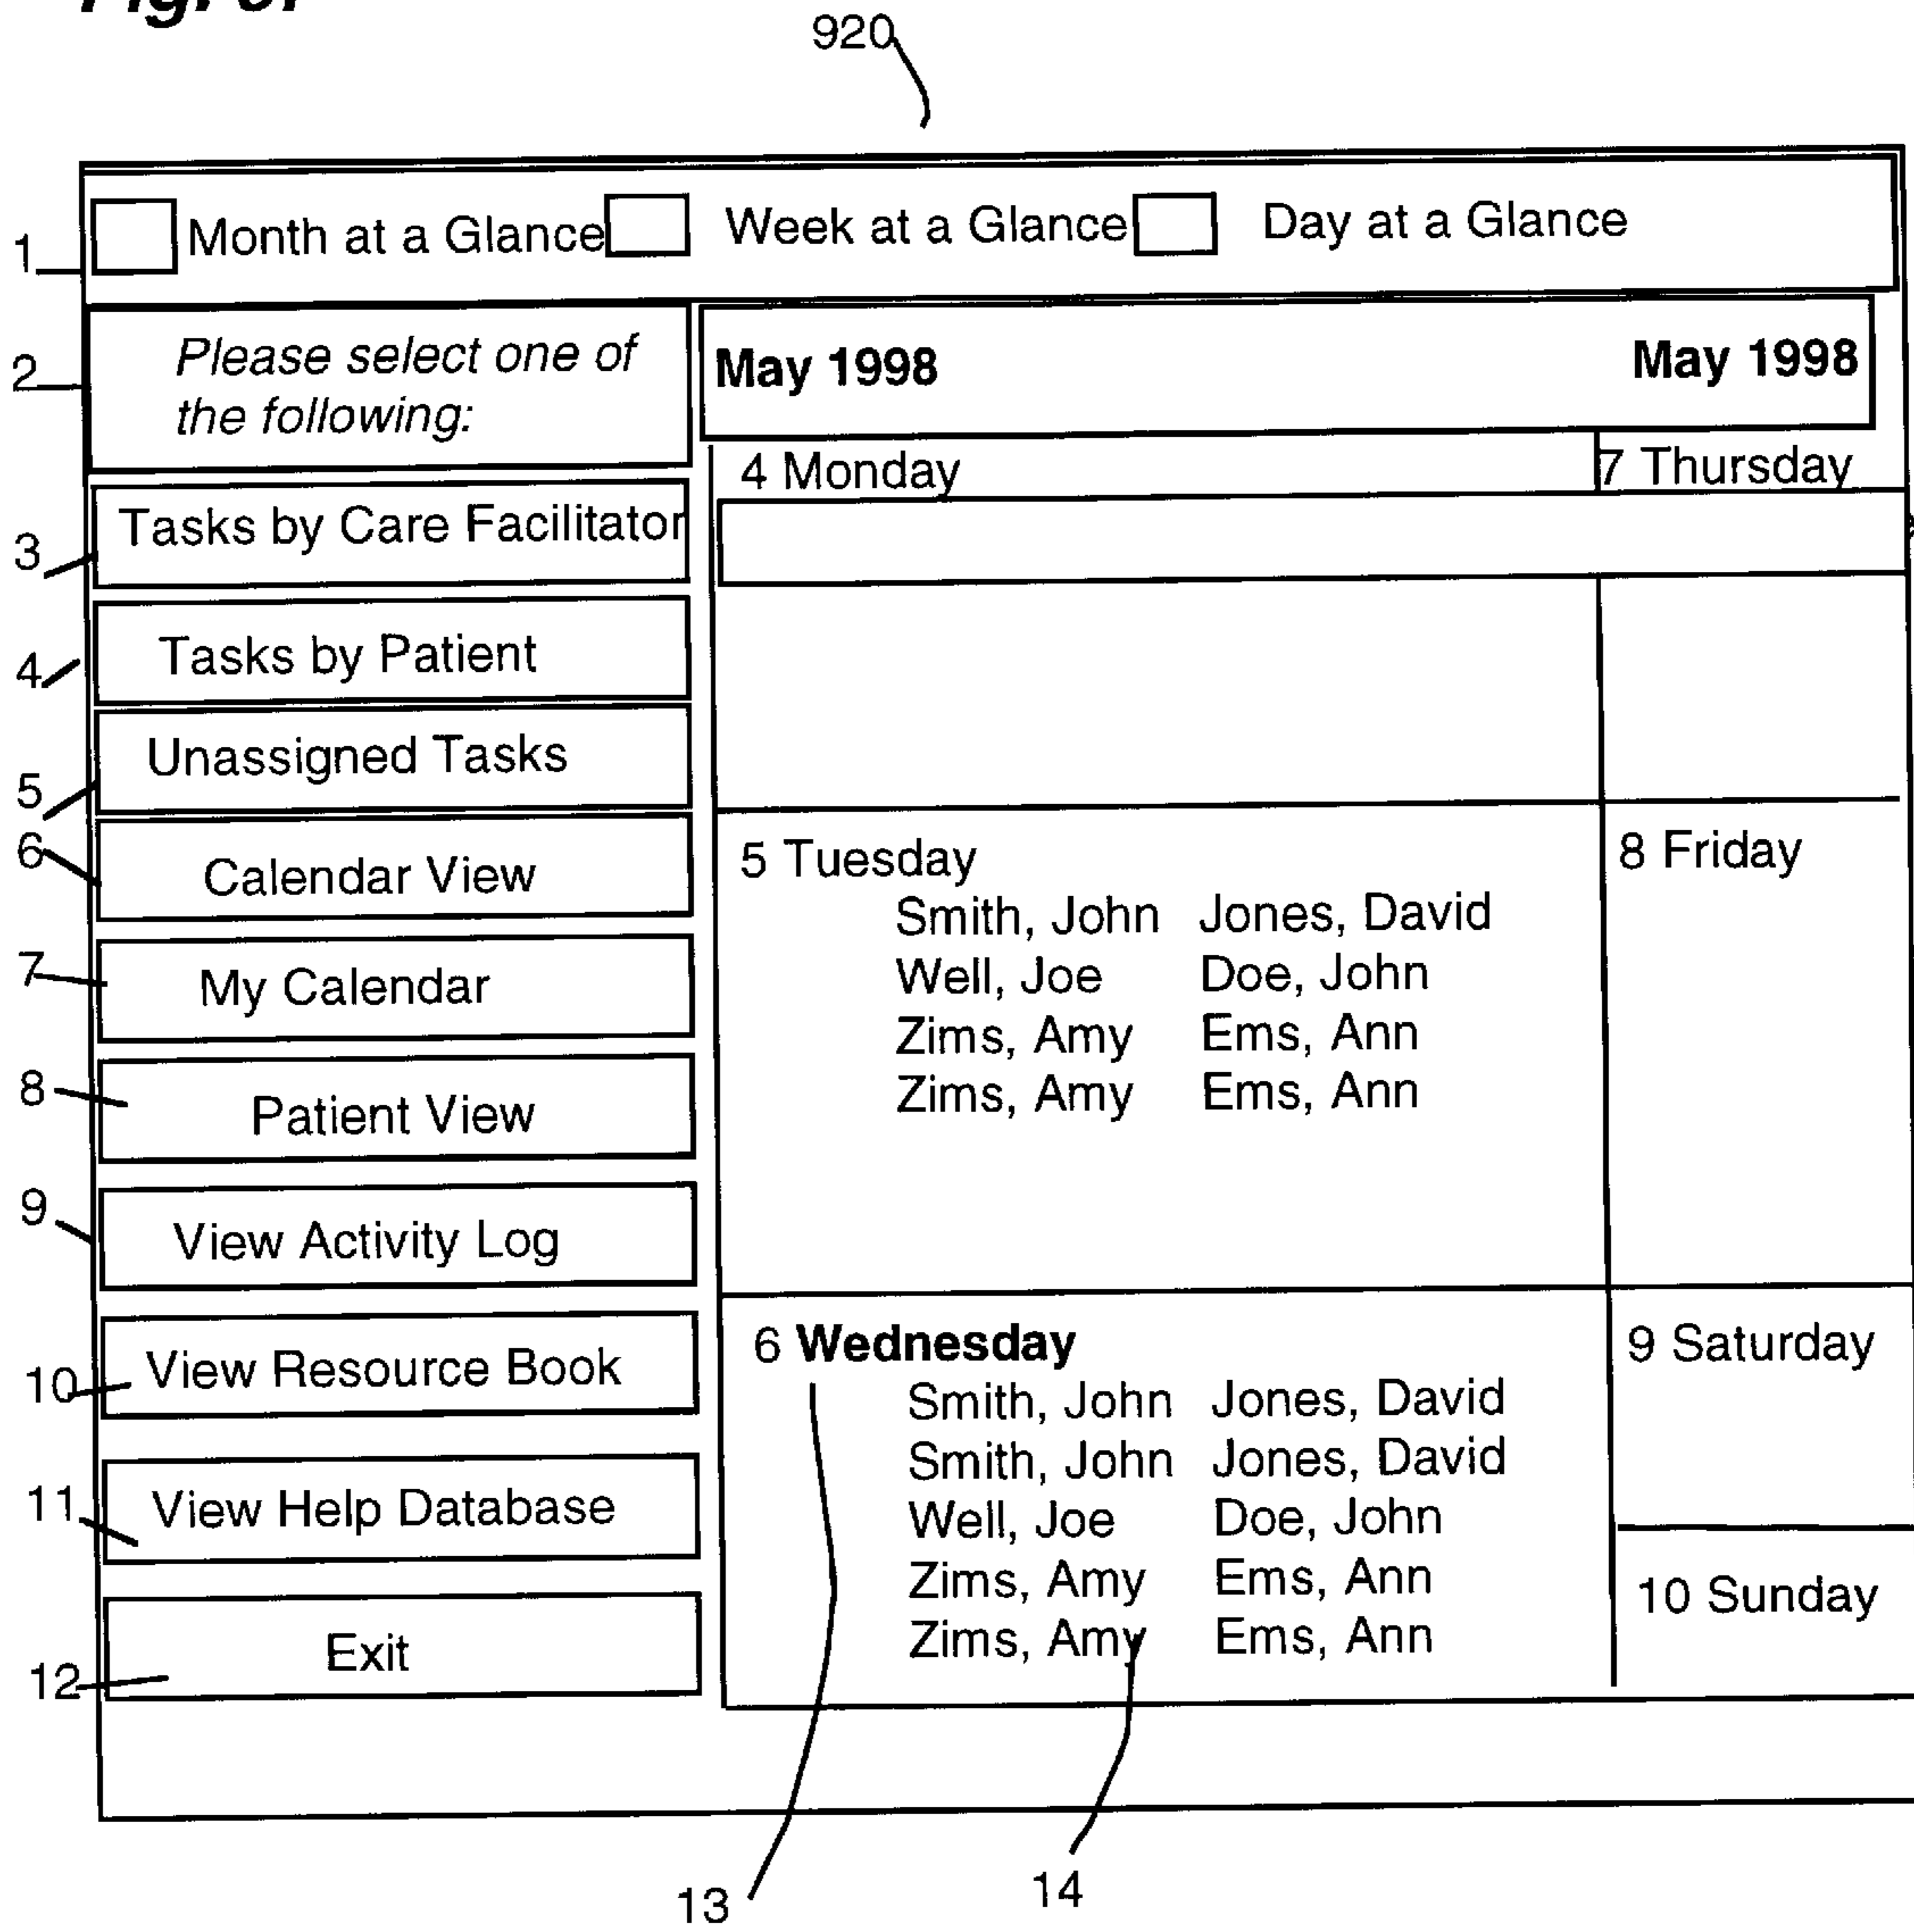 920
Month at a Glance Week at a Glance Day at a Glance
1
2
Please select one of
the following:
May 1998 May 1998
4 Monday 7 Thursday
3
Tasks by Care Facilitator
4
Tasks by Patient
5
Unassigned Tasks
6
Calendar View
7
My Calendar
8
Patient View
9
View Activity Log
10
View Resource Book
11
View Help Database
12
Exit
5 Tuesday
Smith, John Jones, David
Well, Joe Doe, John
Zims, Amy Ems, Ann
Zims, Amy Ems, Ann
8 Friday
6 Wednesday
Smith, John Jones, David
Smith, John Jones, David
Well, Joe Doe, John
Zims, Amy Ems, Ann
Zims, Amy Ems, Ann
9 Saturday
10 Sunday
13
14